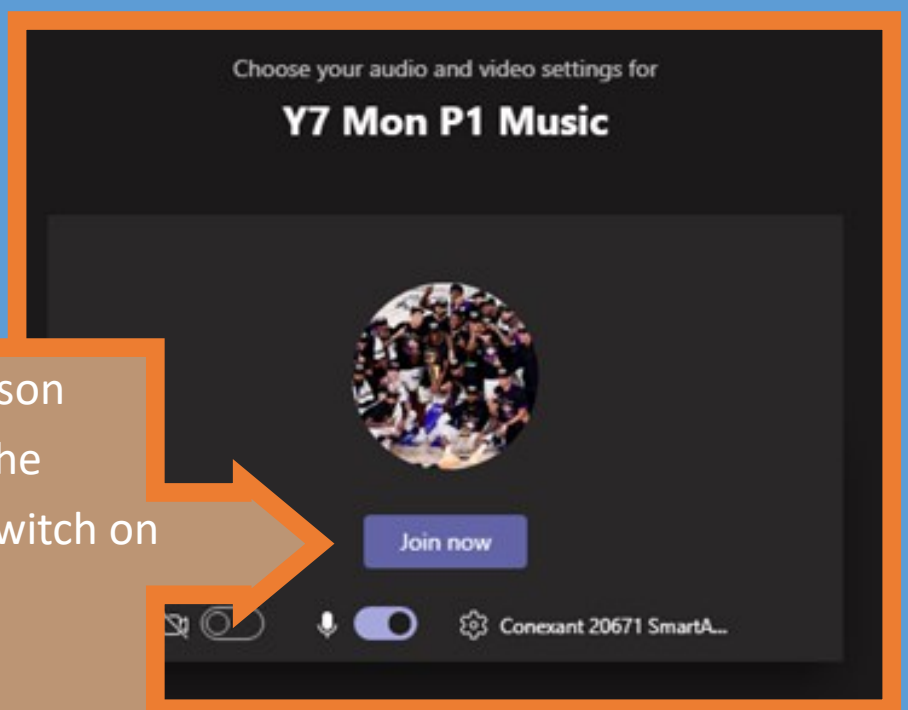 Choose your audio and video settings for
Y7 Mon P1 Music
son
he
witch on
Join now
Conexant 20671 SmartA...